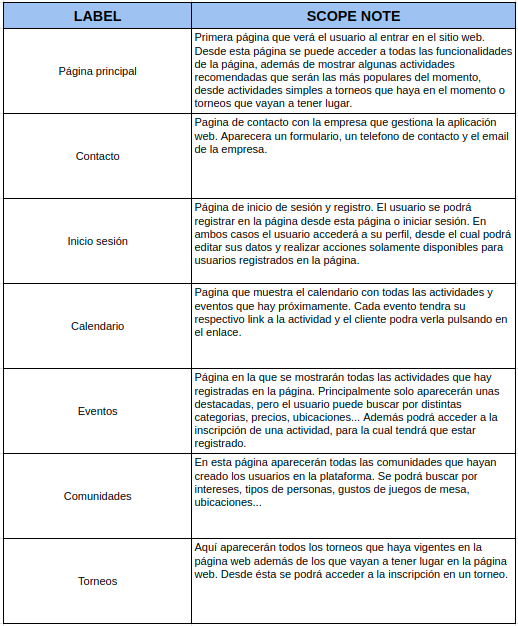 LABEL SCOPE NOTE
Página principal
Primera página que verá el usuario al entrar en el sitio web.
Desde esta página se puede acceder a todas las funcionalidades
de la página, además de mostrar algunas actividades
recomendadas que serán las más populares del momento,
desde actividades simples a torneos que haya en el momento o
torneos que vayan a tener lugar.
Contacto
Pagina de contacto con la empresa que gestiona la aplicación
web. Aparecera un formulario, un telefono de contacto y el email
de la empresa.
Inicio sesión
Página de inicio de sesión y registro. El usuario se podrá
registrar en la página desde esta página o iniciar sesión. En
ambos casos el usuario accederá a su perfil, desde el cual podrá
editar sus datos y realizar acciones solamente disponibles para
usuarios registrados en la página.
Calendario
Pagina que muestra el calendario con todas las actividades y
eventos que hay próximamente. Cada evento tendra su
respectivo link a la actividad y el cliente podra verla pulsando en
el enlace.
Eventos
Página en la que se mostrarán todas las actividades que hay
registradas en la página. Principalmente solo aparecerán unas
destacadas, pero el usuario puede buscar por distintas
categorias, precios, ubicaciones... Además podrá acceder a la
inscripción de una actividad, para la cual tendrá que estar
registrado.
Comunidades
En esta página aparecerán todas las comunidades que hayan
creado los usuarios en la plataforma. Se podrá buscar por
intereses, tipos de personas, gustos de juegos de mesa,
ubicaciones...
Torneos
Aquí aparecerán todos los torneos que haya vigentes en la
página web además de los que vayan a tener lugar en la página
web. Desde ésta se podrá acceder a la inscripción en un torneo.